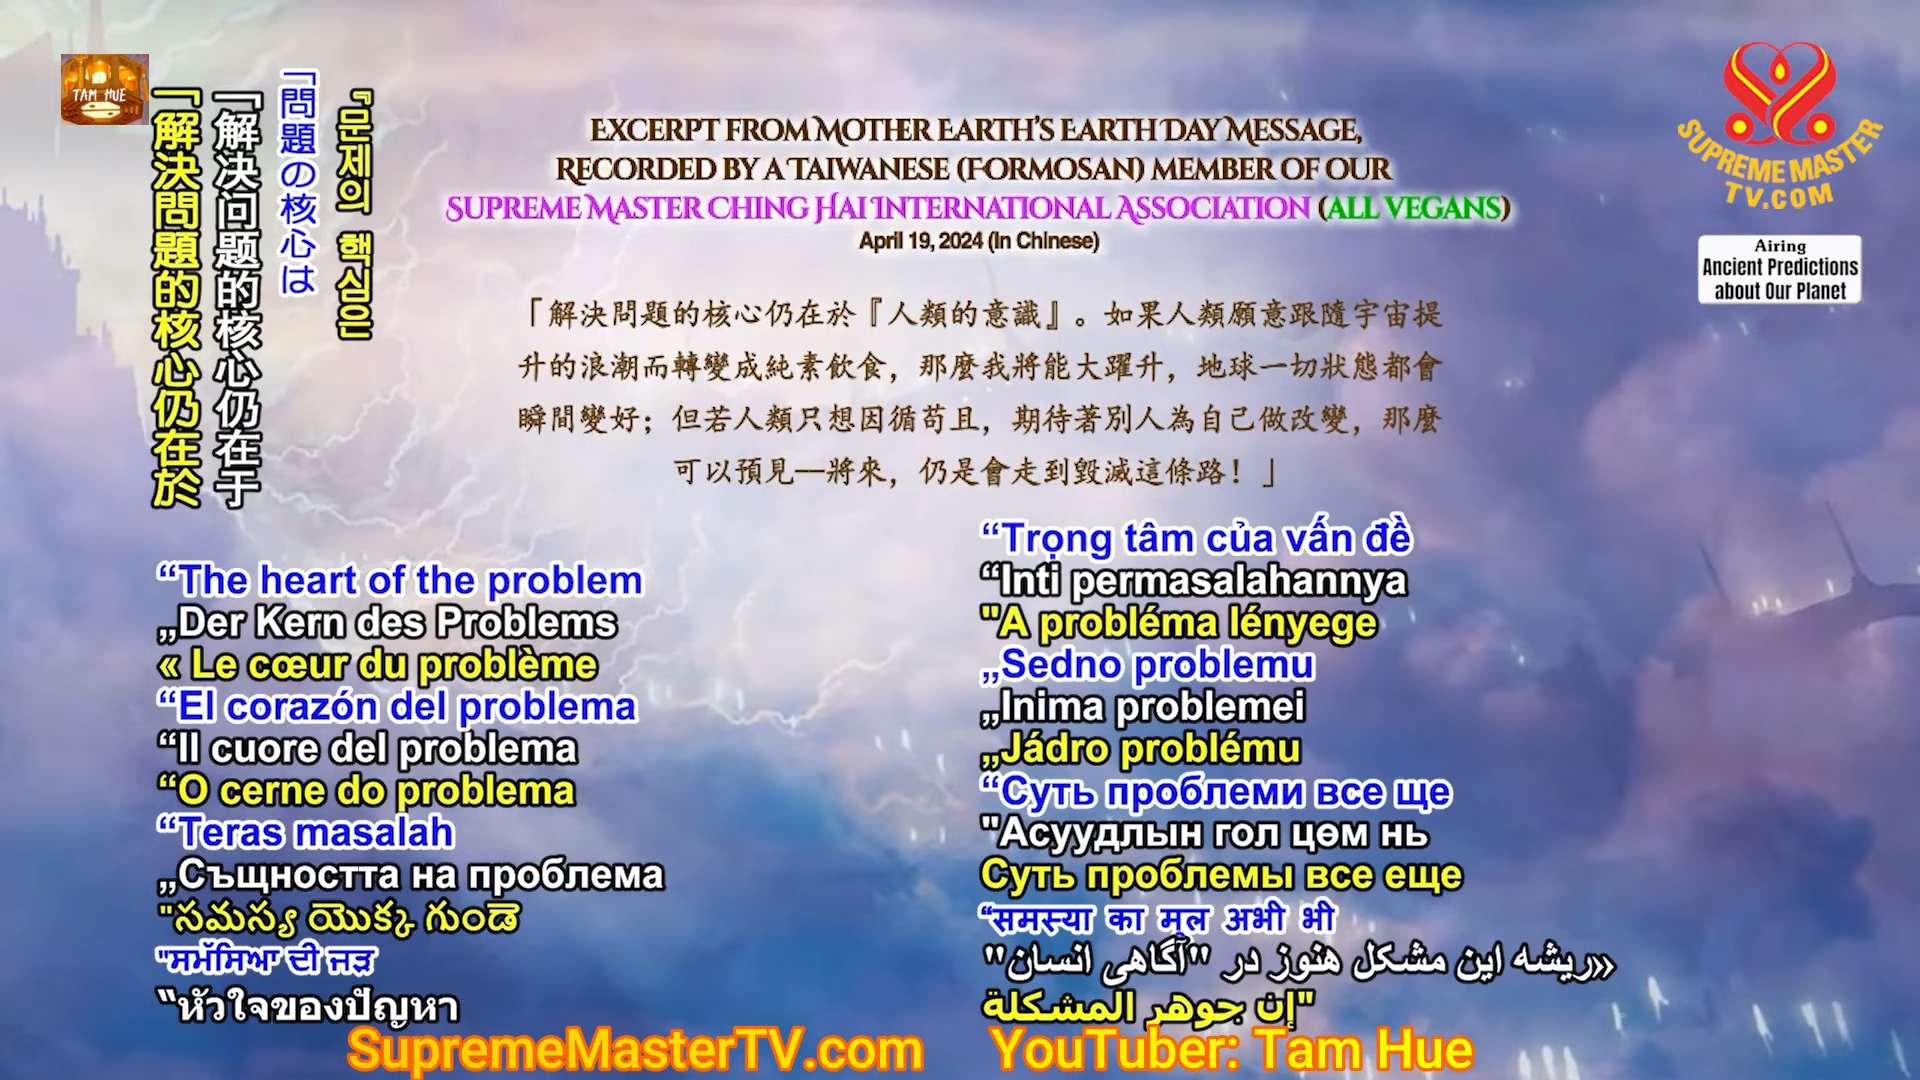 TAM HUE
EXCERPT FROM MOTHER EARTH'S EARTH DAY MESSAGE,
RECORDED BY A TAIWANESE (FORMOSAN) MEMBER OF OUR
SUPREME MASTER CHING HAI INTERNATIONAL ASSOCIATION (ALL VEGANS)
April 19, 2024 (In Chinese)
SUPREME MASTER
TV.COM
Airing
Ancient Predictions
about Our Planet
「解決問題的核心仍在於『人類的意識』。如果人類願意跟隨宇宙提
升的浪潮而轉變成純素飲食，那麼我將能大躍升，地球一切狀態都會
瞬間變好；但若人類只想因循苟且，期待著別人為自己做改變，那麼
可以預見—將來，仍是會走到毀滅這條路！」
『문제의 핵심은
「問題の核心は
「解决问题的核心仍在于
「解決問題的核心仍在於
“The heart of the problem
„Der Kern des Problems
« Le cœur du problème
“El corazón del problema
“Il cuore del problema
“O cerne do problema
“Teras masalah
„Същността на проблема
"సమస్య యొక్క గుండె
"ਸਮੱਸਿਆ ਦੀ ਜੜ
“หัวใจของปัญหา
“Trọng tâm của vấn đề
“Inti permasalahannya
"A probléma lényege
„Sedno problemu
„Inima problemei
„Jádro problému
“Суть проблеми все ще
"Асуудлын гол цөм нь
Суть проблемы все еще
“समस्या का मूल अभी भी
«ریشه این مشکل هنوز در "آگاهی انسان"
"إن جوهر المشكلة
SupremeMasterTV.com YouTuber: Tam Hue